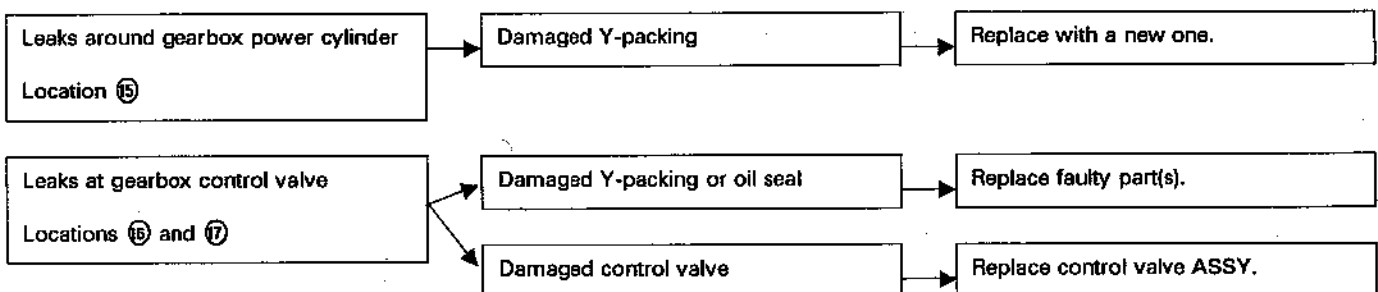 Leaks around gearbox power cylinder
Location ⑮
Damaged Y-packing
Replace with a new one.
Leaks at gearbox control valve
Locations ⑯ and ⑰
Damaged Y-packing or oil seal
Replace faulty part(s).
Damaged control valve
Replace control valve ASSY.